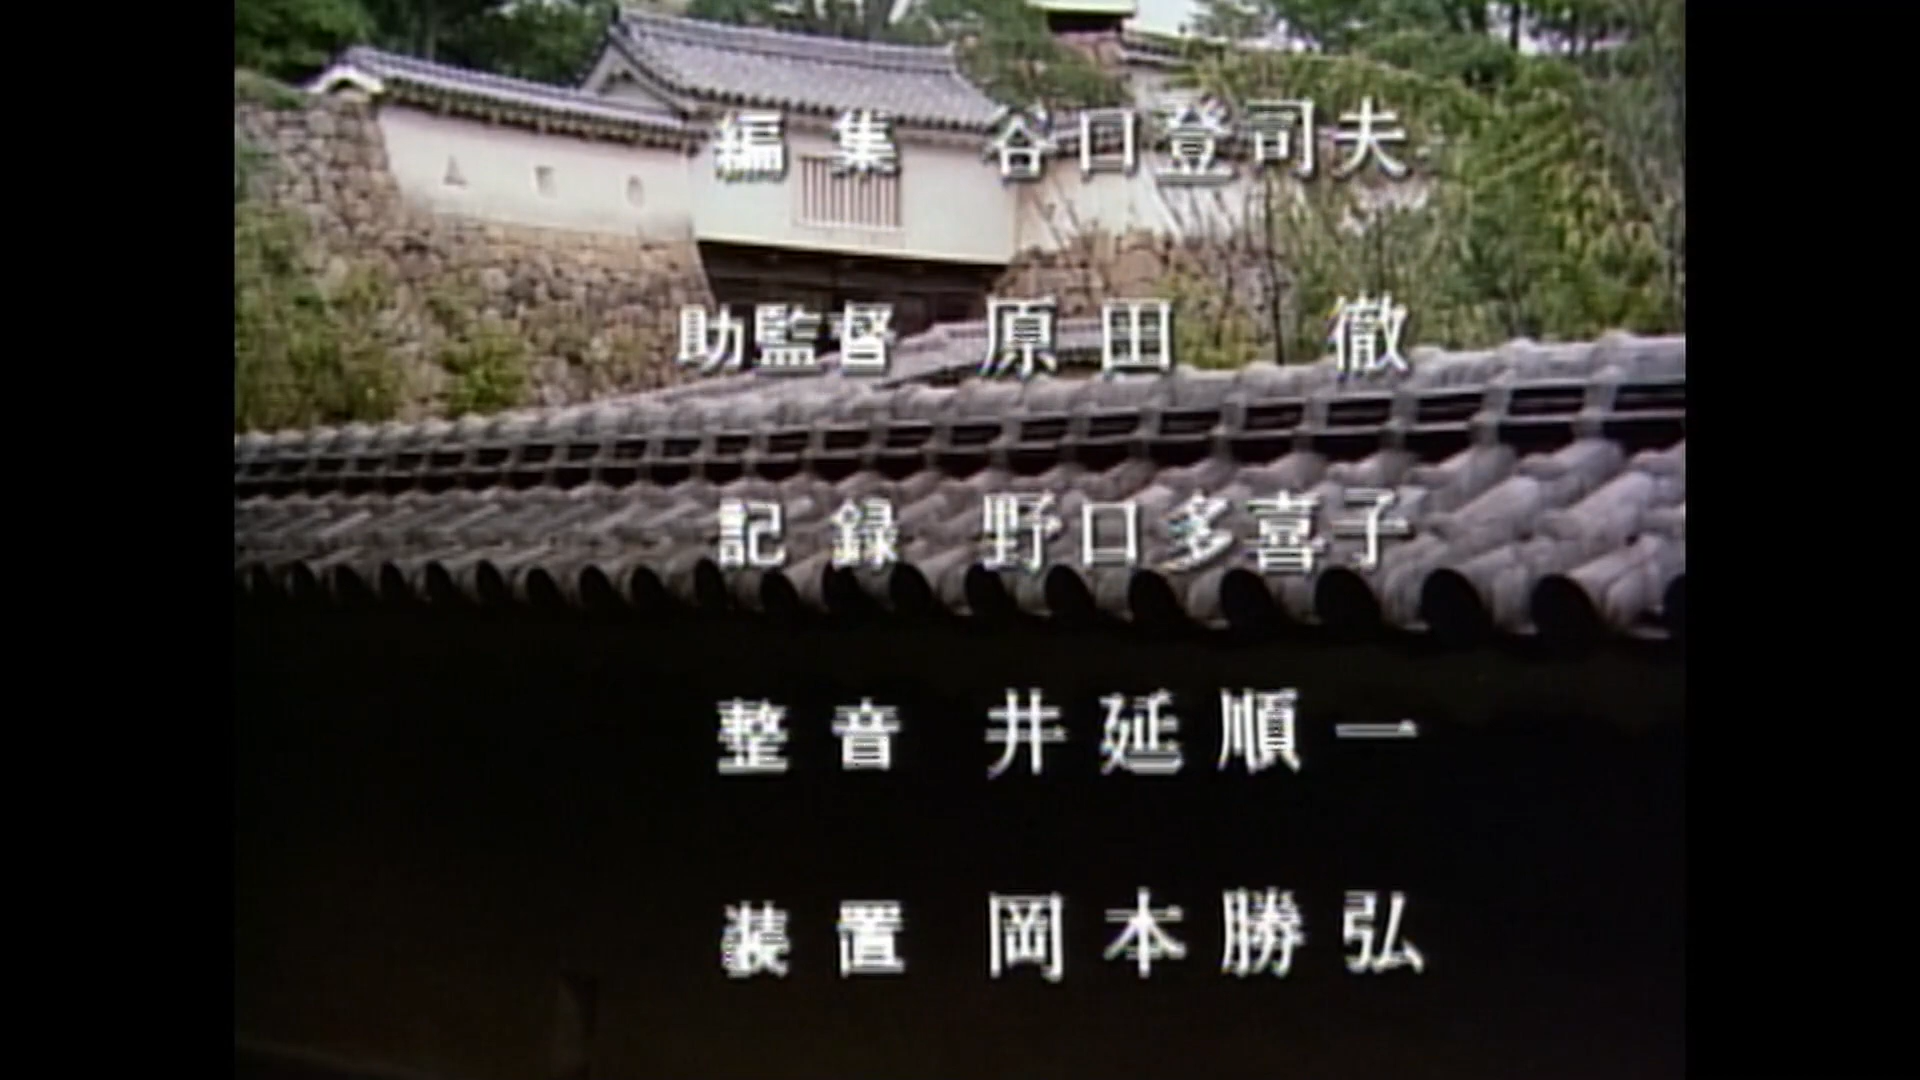 編集 谷口登司夫
助監督 原田 徹
記録 野口多喜子
整音 井延順一
装置 岡本勝弘